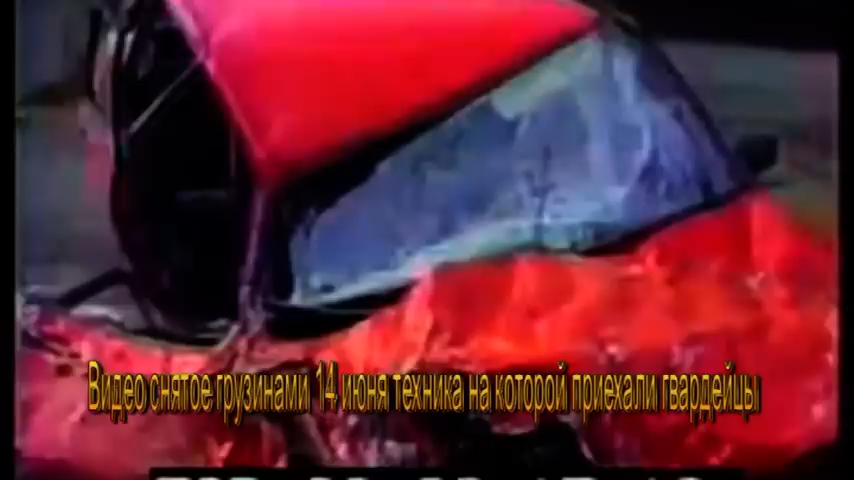 Видео снятое грузинами 14 июня техника на которой приехали гвардейцы